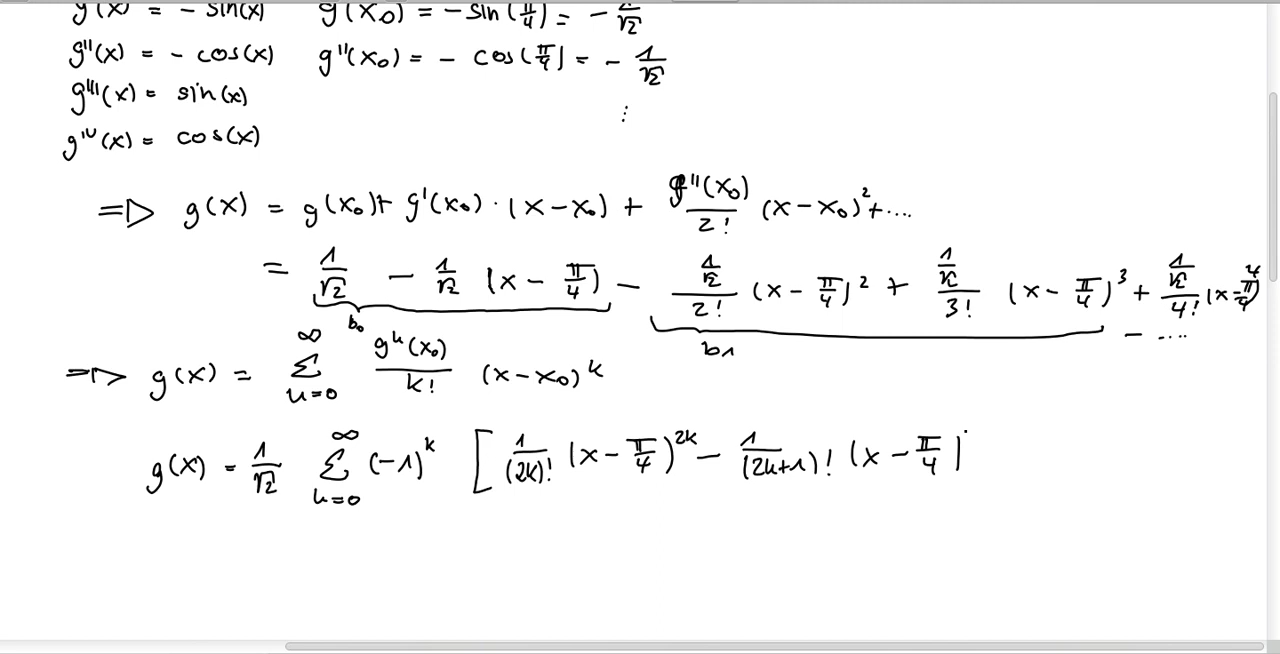 g'(x) = - sin(x) g'(x₀) = - sin(π/4) = - 1/√2
g''(x) = - cos(x) g''(x₀) = - cos(π/4) = - 1/√2
g'''(x) = sin(x)
⋮
g^IV(x) = cos(x)
=> g(x) = g(x₀) + g'(x₀) · (x-x₀) + g''(x₀)/2! (x-x₀)² + ....
= 1/√2 - 1/√2 (x - π/4) - (1/√2)/2! (x - π/4)² + (1/√2)/3! (x - π/4)³ + (1/√2)/4! (x - π/4)⁴
b₀ b₁ - ....
=> g(x) = ∞ Σ k=0 g^k(x₀)/k! (x-x₀)^k
g(x) = 1/√2 ∞ Σ k=0 (-1)^k [ 1/(2k)! (x - π/4)^2k - 1/(2k+1)! (x - π/4)